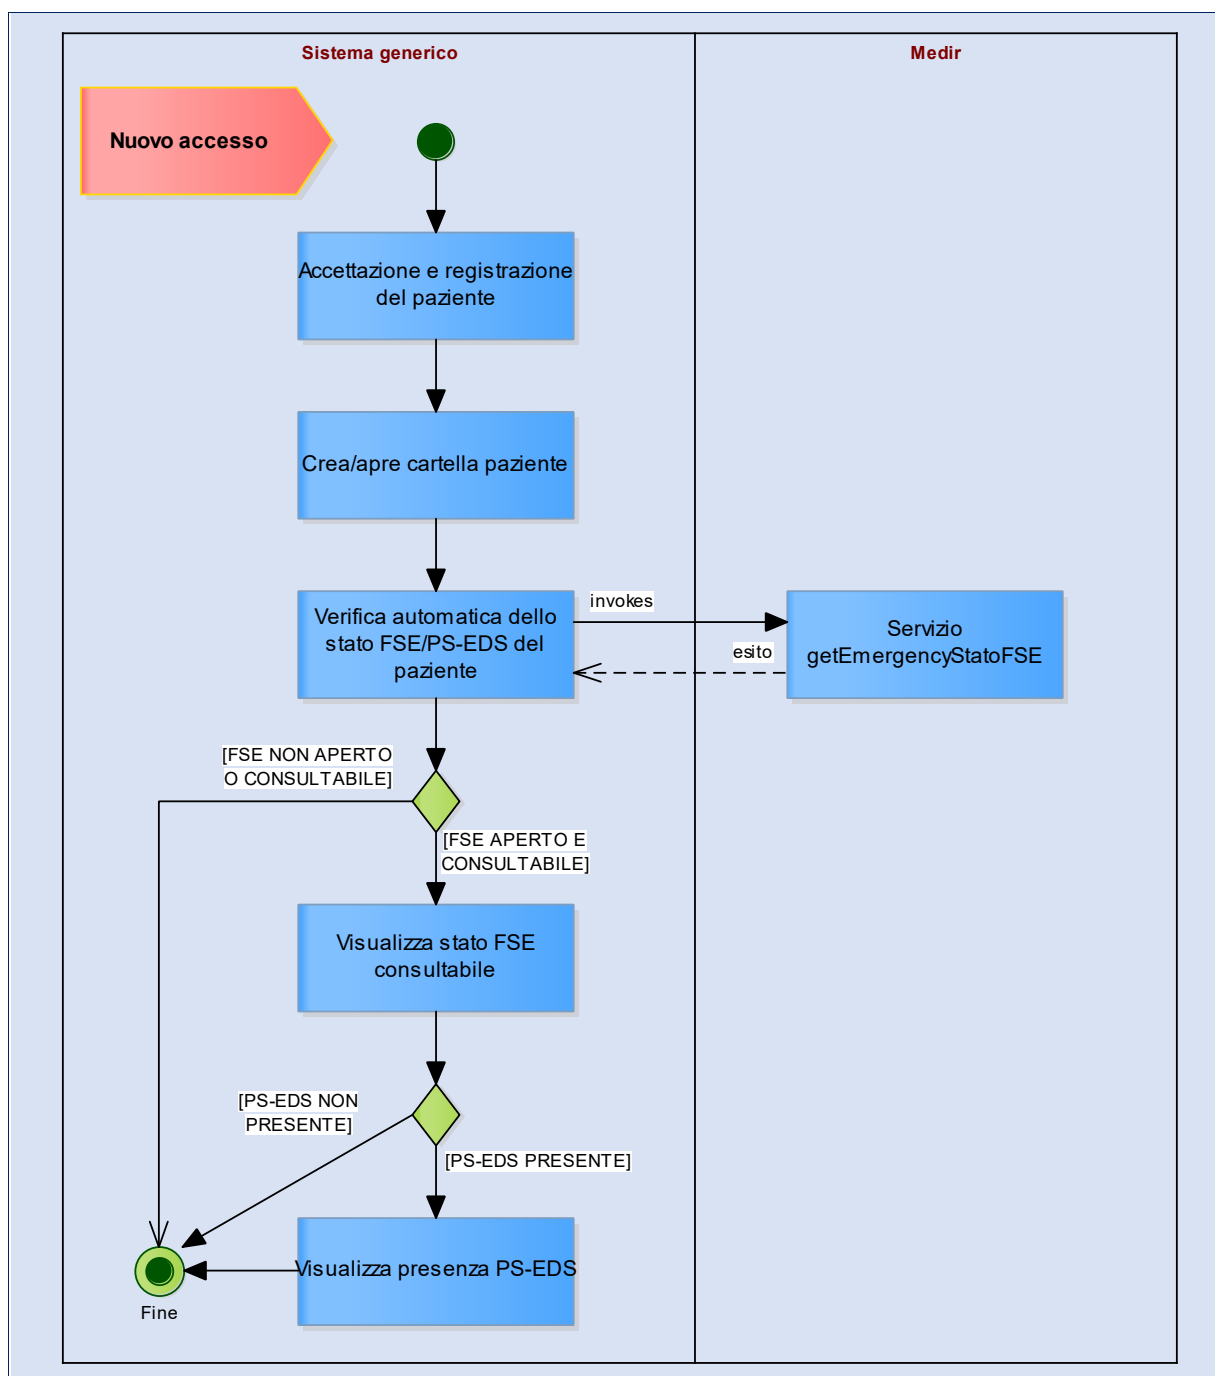 Sistema generico
Medir
Nuovo accesso
Accettazione e registrazione
del paziente
Crea/apre cartella paziente
Verifica automatica dello
stato FSE/PS-EDS del
paziente
invokes
esito
Servizio
getEmergencyStatoFSE
[FSE NON APERTO
O CONSULTABILE]
[FSE APERTO E
CONSULTABILE]
Visualizza stato FSE
consultabile
[PS-EDS NON
PRESENTE]
[PS-EDS PRESENTE]
Visualizza presenza PS-EDS
Fine